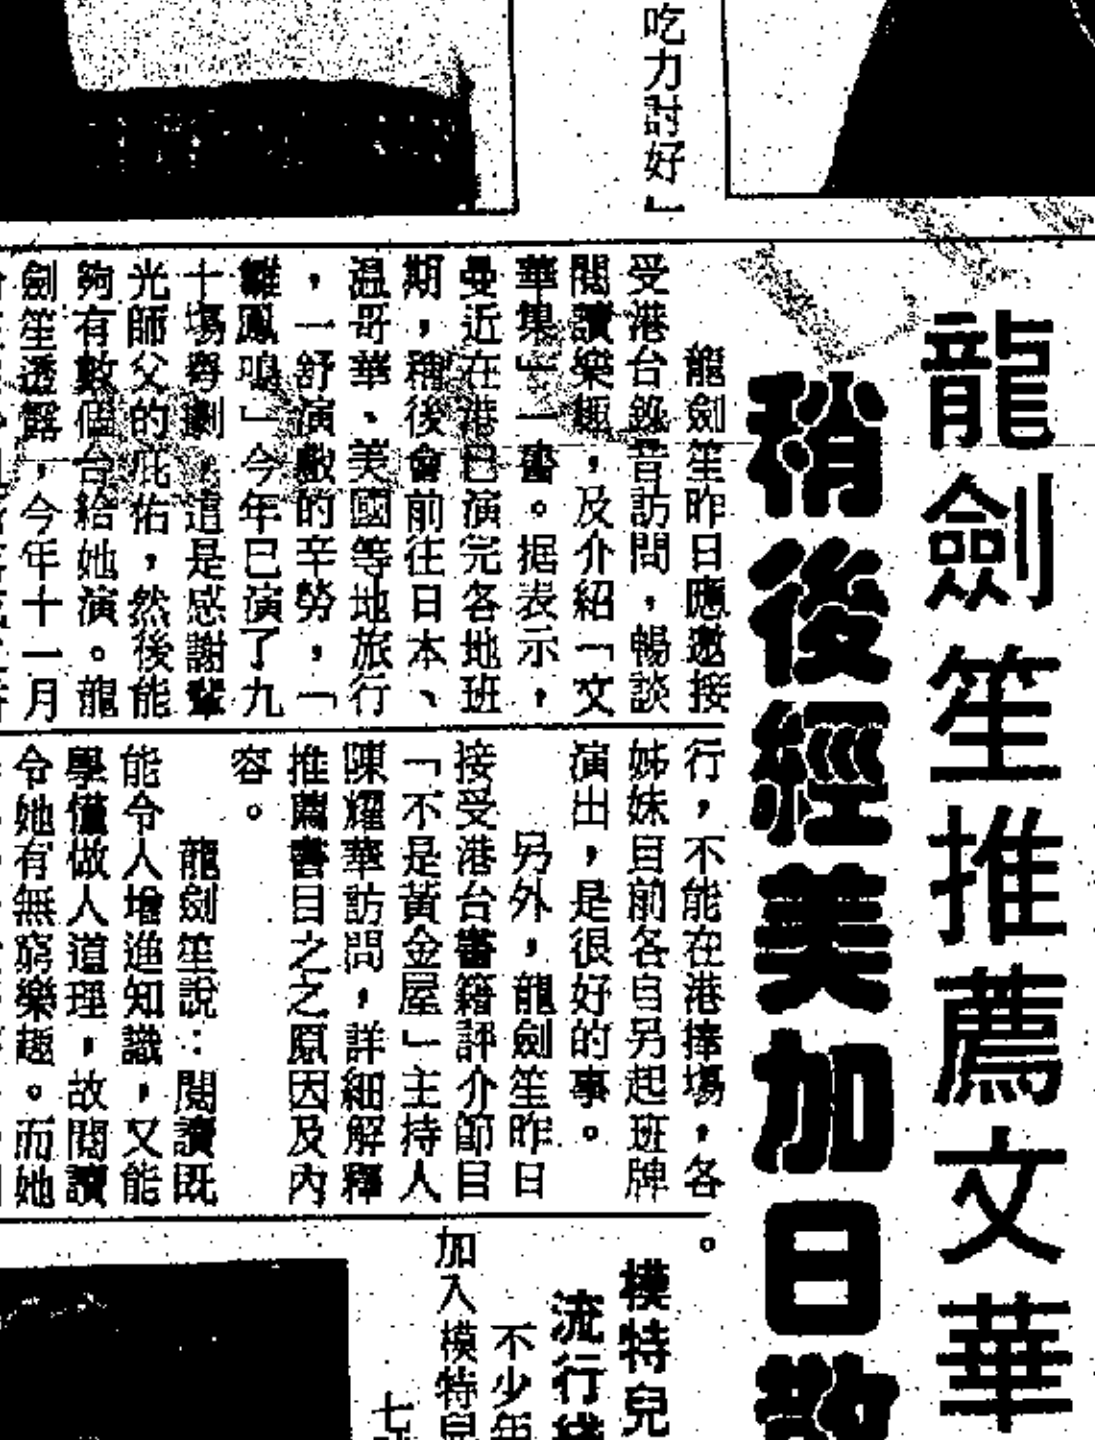 吃力討好」
龍劍笙推薦文華
稍後經美加日散
龍劍笙昨日應邀接
受港台錄音訪問，暢談
閱讀樂趣，及介紹「文
華集」一書。据表示，
曼近在港已演完各地班
期，稍後會前往日本、
温哥華、美國等地旅行
，一舒演戲的辛勞，「
雛鳳鳴」今年已演了九
十場粵劇，這是感謝輩
光師父的庇佑，然後能
夠有數個台給她演。龍
劍笙透露，今年十一月
行，不能在港捧場，各
姊妹目前各自另起班牌
演出，是很好的事。
另外，龍劍笙昨日
接受港台書籍評介節目
「不是黃金屋」主持人
陳耀華訪問，詳細解釋
推薦書目之之原因及內
容。
龍劍笙說：閱讀既
能令人增進知識，又能
學懂做人道理，故閱讀
令她有無窮樂趣。而她
。
模特兒
流行綫
不少年
加入模特兒
七